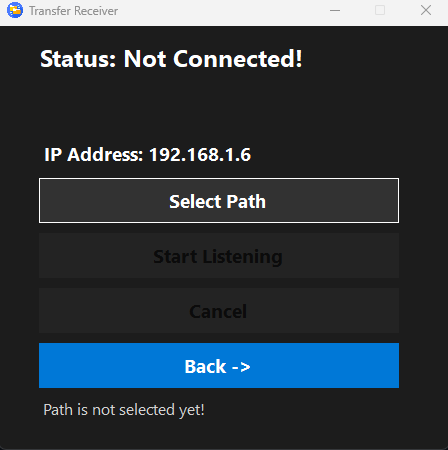 Transfer Receiver
Status: Not Connected!
IP Address: 192.168.1.6
Select Path
Start Listening
Cancel
Back ->
Path is not selected yet!